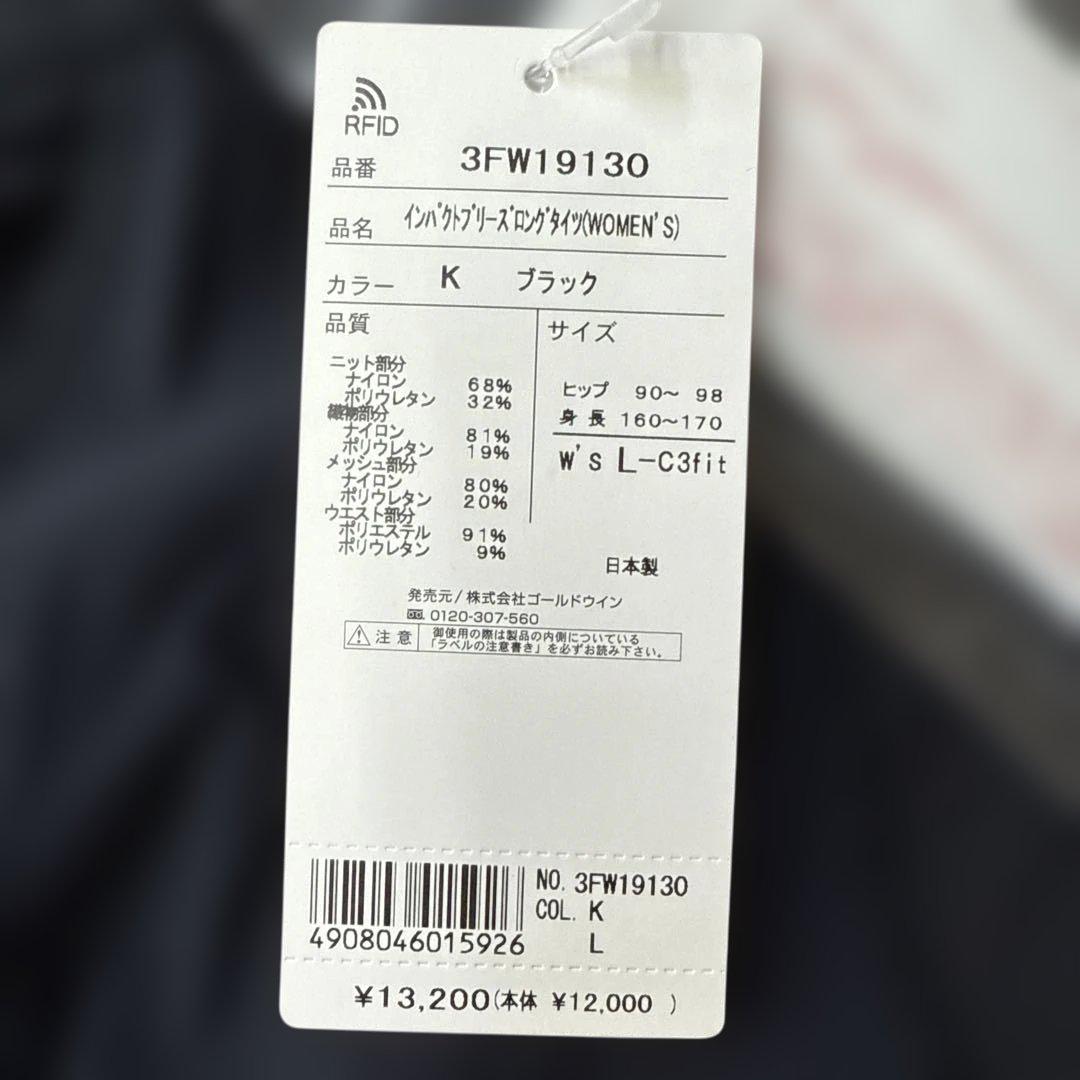 RFID
品番 3FW19130
品名 インパクトブリーズロングタイツ(WOMEN'S)
カラー K ブラック
品質
ニット部分
ナイロン 68%
ポリウレタン 32%
織物部分
ナイロン 81%
ポリウレタン 19%
メッシュ部分
ナイロン 80%
ポリウレタン 20%
ウエスト部分
ポリエステル 91%
ポリウレタン 9%
サイズ
ヒップ 90〜 98
身長 160〜170
W's L-C3fit
日本製
発売元/株式会社ゴールドウイン
0120-307-560
注意 御使用の際は製品の内側についている
「ラベルの注意書き」を必ずお読み下さい。
4908046015926
NO. 3FW19130
COL. K
L
¥13,200(本体 ¥12,000 )